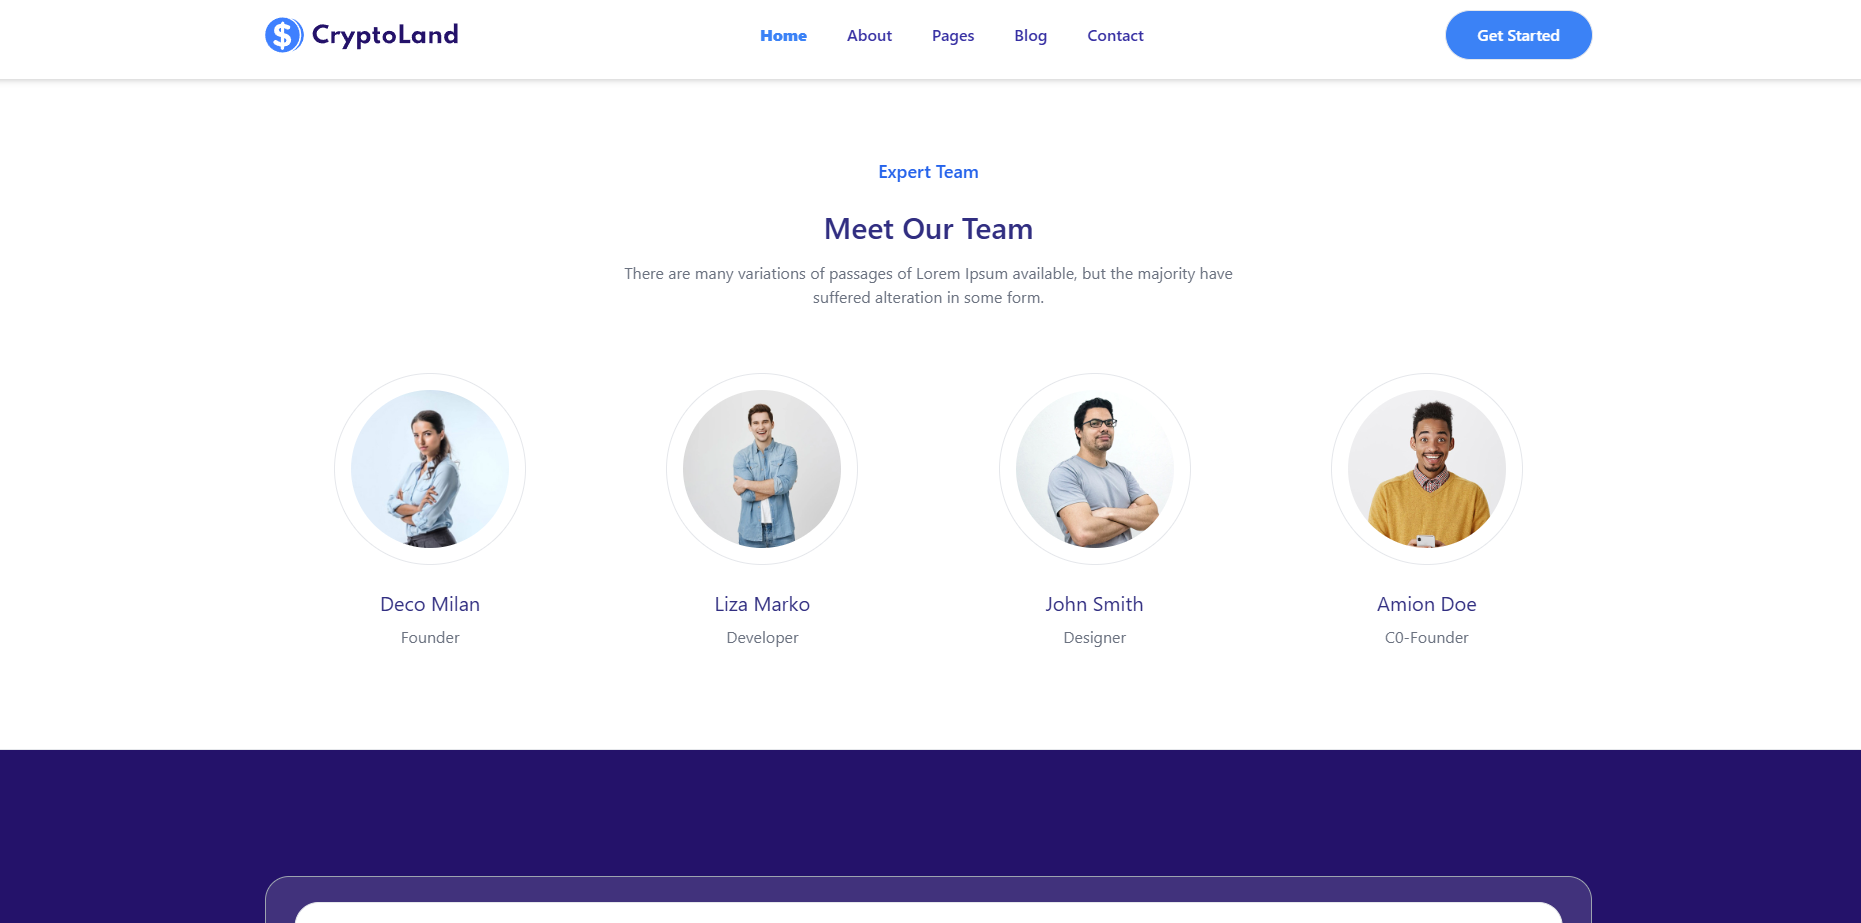 CryptoLand
Home About Pages Blog Contact
Get Started
Expert Team
Meet Our Team
There are many variations of passages of Lorem Ipsum available, but the majority have
suffered alteration in some form.
Deco Milan
Founder
Liza Marko
Developer
John Smith
Designer
Amion Doe
C0-Founder